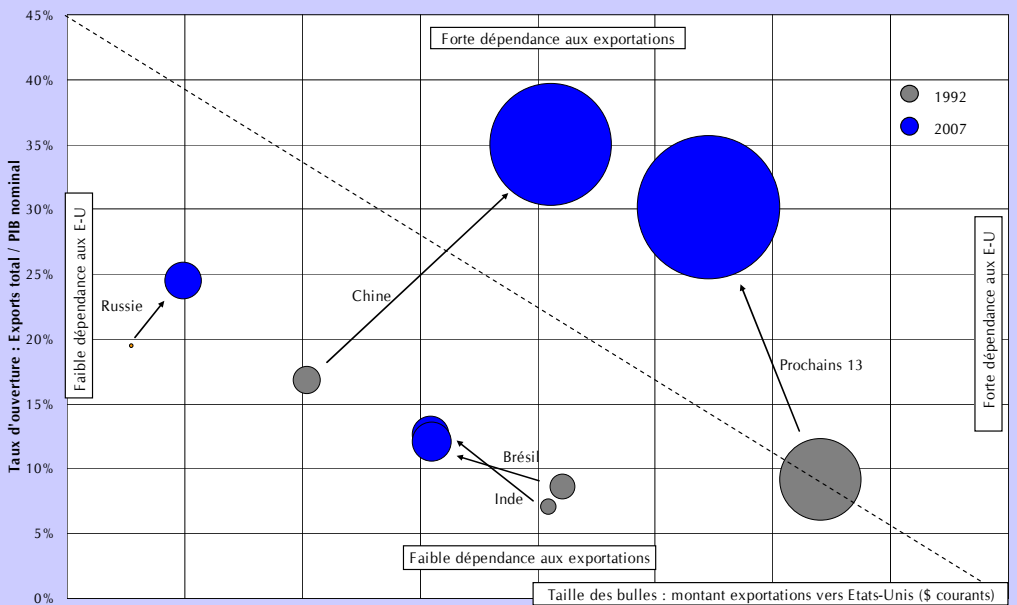 45%
Forte dépendance aux exportations
40%
1992
2007
35%
30%
25%
20%
15%
10%
5%
0%
Taux d'ouverture : Exports total / PIB nominal
Faible dépendance aux E-U
Forte dépendance aux E-U
Russie
Chine
Prochains 13
Brésil
Inde
Faible dépendance aux exportations
Taille des bulles : montant exportations vers Etats-Unis ($ courants)